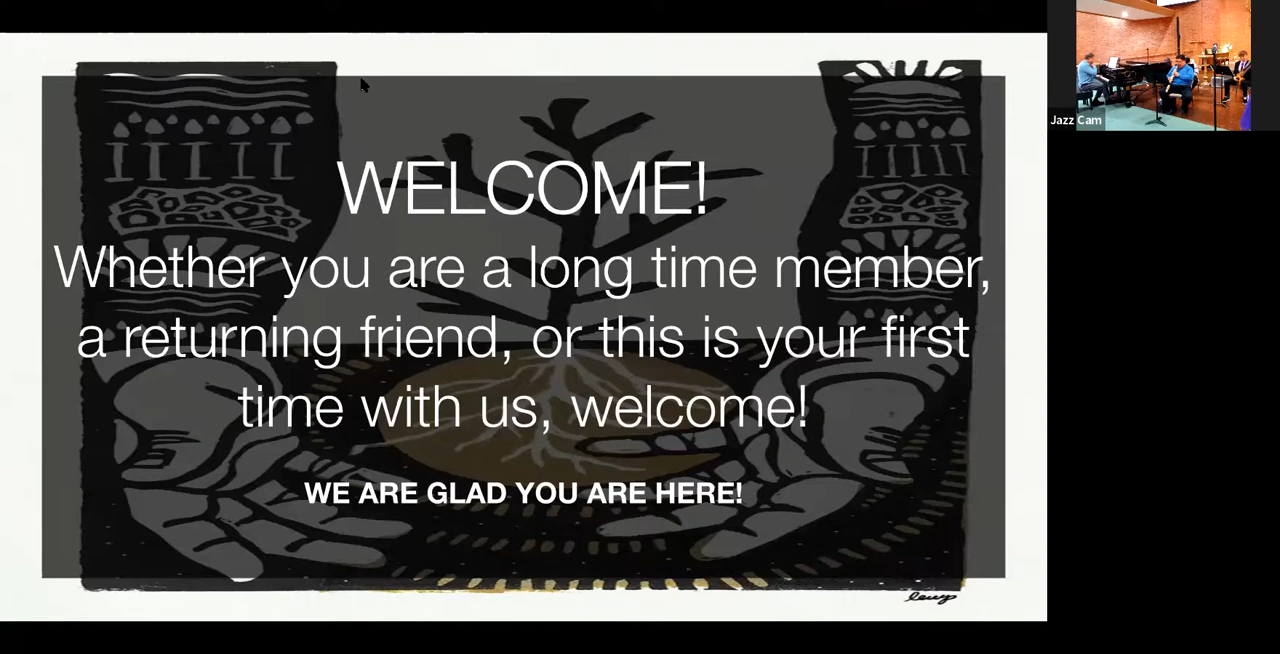 WELCOME!
Whether you are a long time member,
a returning friend, or this is your first
time with us, welcome!
WE ARE GLAD YOU ARE HERE!
Jazz Cam